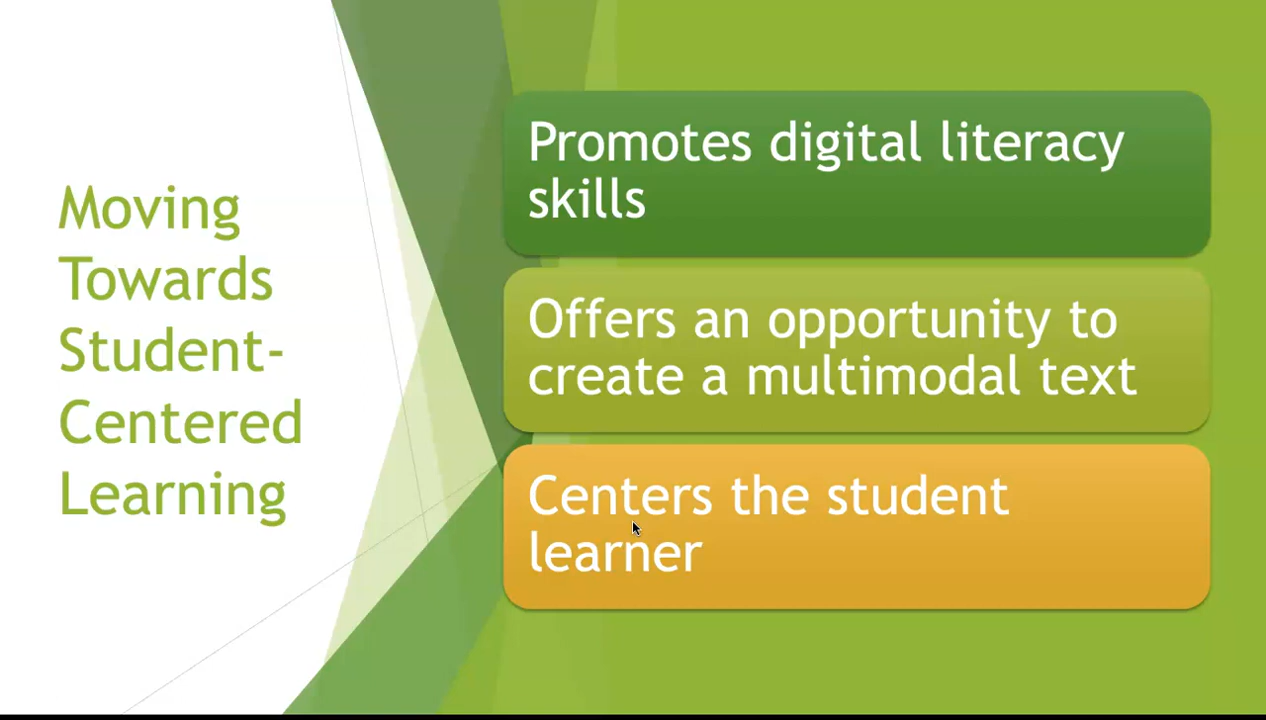 Moving
Towards
Student-
Centered
Learning
Promotes digital literacy
skills
Offers an opportunity to
create a multimodal text
Centers the student
learner